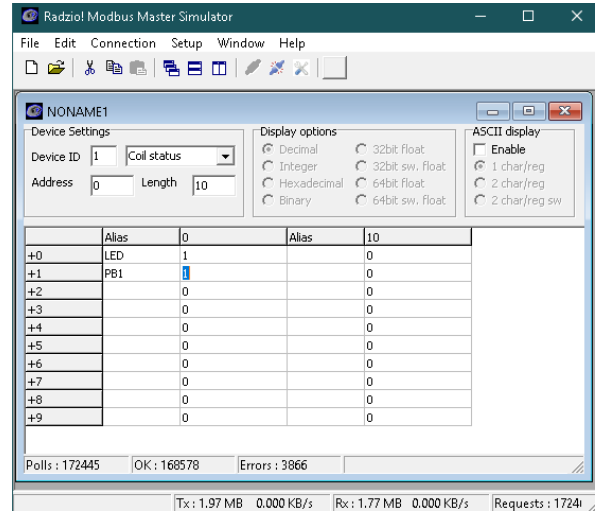 Radzio! Modbus Master Simulator
File Edit Connection Setup Window Help
NONAME1
Device Settings
Device ID 1 Coil status
Address 0 Length 10
Display options
Decimal 32bit float
Integer 32bit sw. float
Hexadecimal 64bit float
Binary 64bit sw. float
ASCII display
Enable
1 char/reg
2 char/reg
2 char/reg sw
Alias 0 Alias 10
+0 LED 1 0
+1 PB1 1 0
+2 0 0
+3 0 0
+4 0 0
+5 0 0
+6 0 0
+7 0 0
+8 0 0
+9 0 0
Polls : 172445 OK : 168578 Errors : 3866
Tx : 1.97 MB 0.000 KB/s Rx : 1.77 MB 0.000 KB/s Requests :